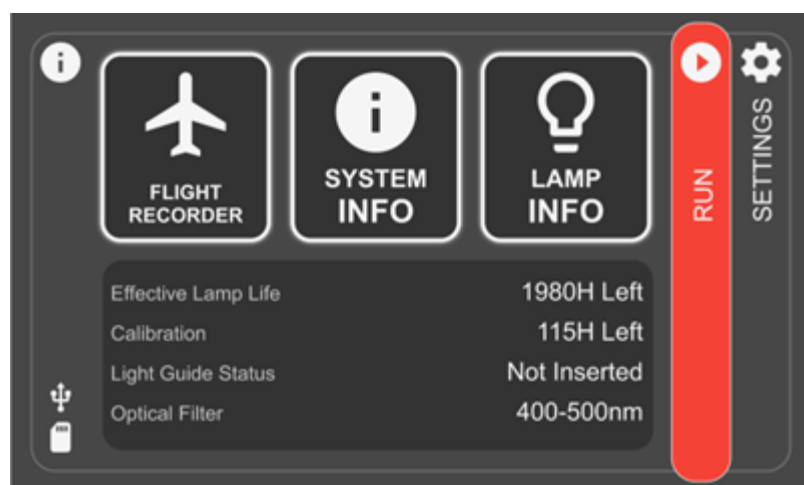 FLIGHT
RECORDER
SYSTEM
INFO
LAMP
INFO
Effective Lamp Life 1980H Left
Calibration 115H Left
Light Guide Status Not Inserted
Optical Filter 400-500nm
RUN
SETTINGS